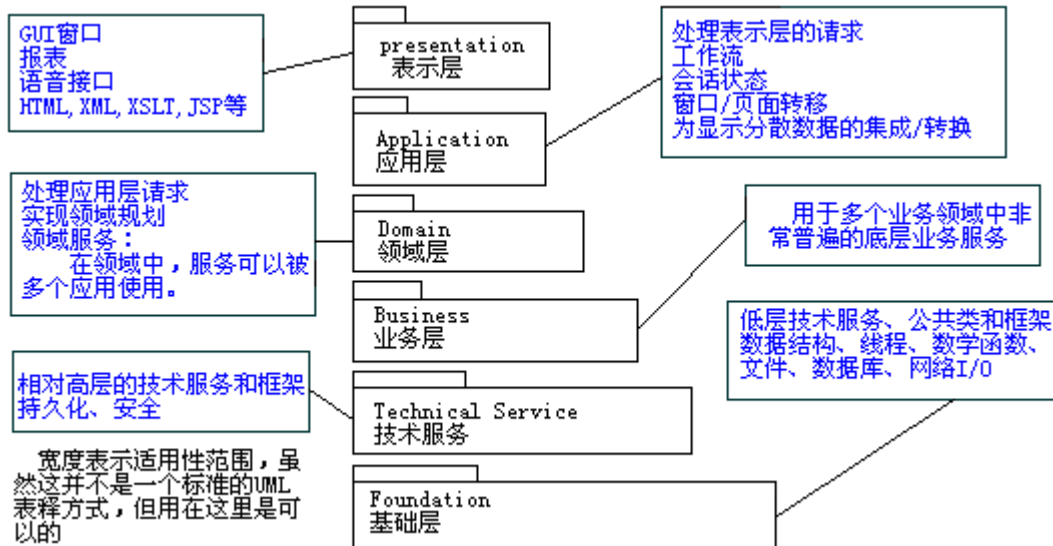 GUI窗口
报表
语音接口
HTML, XML, XSLT, JSP等
presentation
表示层
处理表示层的请求
工作流
会话状态
窗口/页面转移
为显示分散数据的集成/转换
Application
应用层
处理应用层请求
实现领域规划
领域服务：
在领域中，服务可以被
多个应用使用。
Domain
领域层
用于多个业务领域中非
常普遍的底层业务服务
Business
业务层
低层技术服务、公共类和框架
数据结构、线程、数学函数、
文件、数据库、网络I/O
相对高层的技术服务和框架
持久化、安全
Technical Service
技术服务
宽度表示适用性范围，虽
然这并不是一个标准的UML
表释方式，但用在这里是可
以的
Foundation
基础层